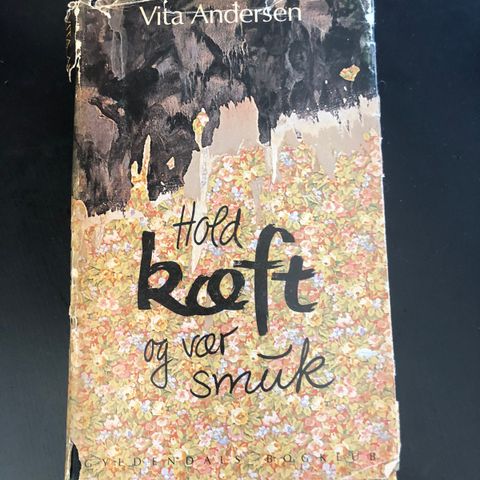 Vita Andersen
Hold
kæft
og vær
smuk
GYLDENDALS BOGKLUB